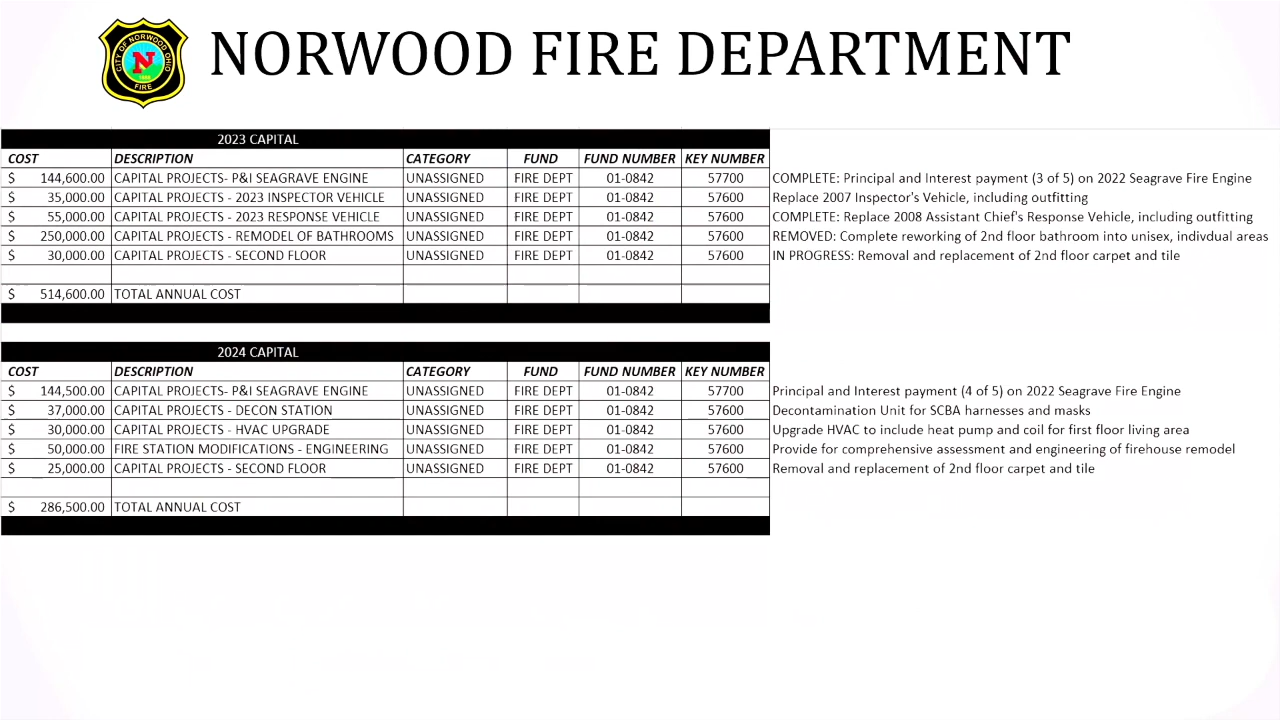 CITY OF NORWOOD OHIO
N
1888
FIRE
NORWOOD FIRE DEPARTMENT
2023 CAPITAL
COST DESCRIPTION CATEGORY FUND FUND NUMBER KEY NUMBER
$ 144,600.00 CAPITAL PROJECTS- P&I SEAGRAVE ENGINE UNASSIGNED FIRE DEPT 01-0842 57700 COMPLETE: Principal and Interest payment (3 of 5) on 2022 Seagrave Fire Engine
$ 35,000.00 CAPITAL PROJECTS - 2023 INSPECTOR VEHICLE UNASSIGNED FIRE DEPT 01-0842 57600 Replace 2007 Inspector's Vehicle, including outfitting
$ 55,000.00 CAPITAL PROJECTS - 2023 RESPONSE VEHICLE UNASSIGNED FIRE DEPT 01-0842 57600 COMPLETE: Replace 2008 Assistant Chief's Response Vehicle, including outfitting
$ 250,000.00 CAPITAL PROJECTS - REMODEL OF BATHROOMS UNASSIGNED FIRE DEPT 01-0842 57600 REMOVED: Complete reworking of 2nd floor bathroom into unisex, indivdual areas
$ 30,000.00 CAPITAL PROJECTS - SECOND FLOOR UNASSIGNED FIRE DEPT 01-0842 57600 IN PROGRESS: Removal and replacement of 2nd floor carpet and tile
$ 514,600.00 TOTAL ANNUAL COST
2024 CAPITAL
COST DESCRIPTION CATEGORY FUND FUND NUMBER KEY NUMBER
$ 144,500.00 CAPITAL PROJECTS- P&I SEAGRAVE ENGINE UNASSIGNED FIRE DEPT 01-0842 57700 Principal and Interest payment (4 of 5) on 2022 Seagrave Fire Engine
$ 37,000.00 CAPITAL PROJECTS - DECON STATION UNASSIGNED FIRE DEPT 01-0842 57600 Decontamination Unit for SCBA harnesses and masks
$ 30,000.00 CAPITAL PROJECTS - HVAC UPGRADE UNASSIGNED FIRE DEPT 01-0842 57600 Upgrade HVAC to include heat pump and coil for first floor living area
$ 50,000.00 FIRE STATION MODIFICATIONS - ENGINEERING UNASSIGNED FIRE DEPT 01-0842 57600 Provide for comprehensive assessment and engineering of firehouse remodel
$ 25,000.00 CAPITAL PROJECTS - SECOND FLOOR UNASSIGNED FIRE DEPT 01-0842 57600 Removal and replacement of 2nd floor carpet and tile
$ 286,500.00 TOTAL ANNUAL COST